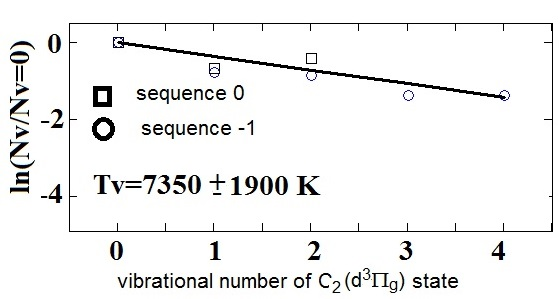 ln(Nv/Nv=0)
0
-2
-4
sequence 0
sequence -1
Tv=7350 ±1900 K
0 1 2 3 4
vibrational number of C₂(d³Πg) state